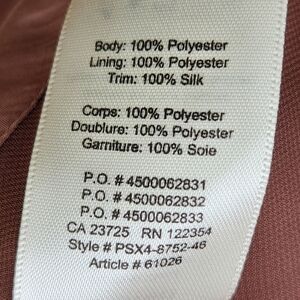 Body: 100% Polyester
Lining: 100% Polyester
Trim: 100% Silk
Corps: 100% Polyester
Doublure: 100% Polyester
Garniture: 100% Soie
P.O. # 4500062831
P.O. # 4500062832
P.O. # 4500062833
CA 23725 RN 122354
Style # PSX4-8752-46
Article # 61026